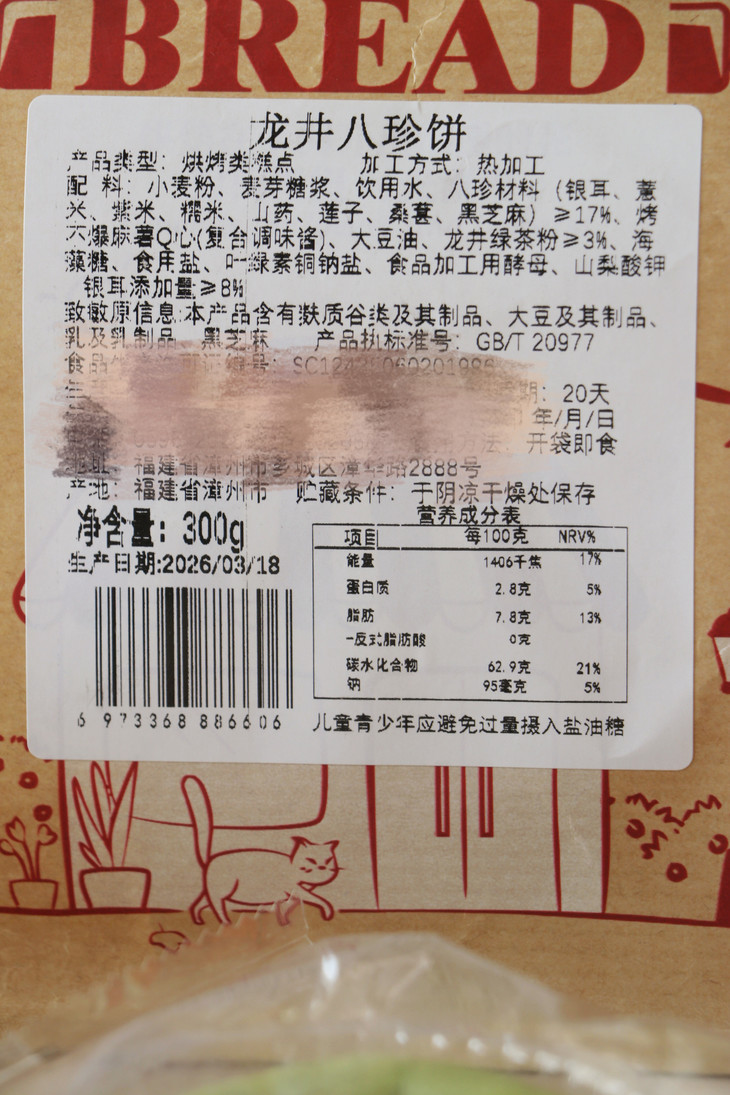 BREAD
龙井八珍饼
产品类型：烘烤类糕点 加工方式：热加工
配 料：小麦粉、麦芽糖浆、饮用水、八珍材料（银耳、薏
米、紫米、糯米、山药、莲子、桑葚、黑芝麻）≥17%、烤
不爆麻薯Q心(复合调味酱)、大豆油、龙井绿茶粉≥3%、海
藻糖、食用盐、叶绿素铜钠盐、食品加工用酵母、山梨酸钾
银耳添加量≥8%
致敏原信息:本产品含有麸质谷类及其制品、大豆及其制品、
乳及乳制品 黑芝麻 产品执标准号：GB/T 20977
食品 号：
期：20天
年/月/日
法：开袋即食
地址：福建省漳州市芗城区漳华路2888号
产地：福建省漳州市 贮藏条件：于阴凉干燥处保存
净含量：300g
生产日期:2026/03/18
营养成分表
项目 每100克 NRV%
能量 1406千焦 17%
蛋白质 2.8克 5%
脂肪 7.8克 13%
-反式脂肪酸 0克
碳水化合物 62.9克 21%
钠 95毫克 5%
6 973368 886606
儿童青少年应避免过量摄入盐油糖